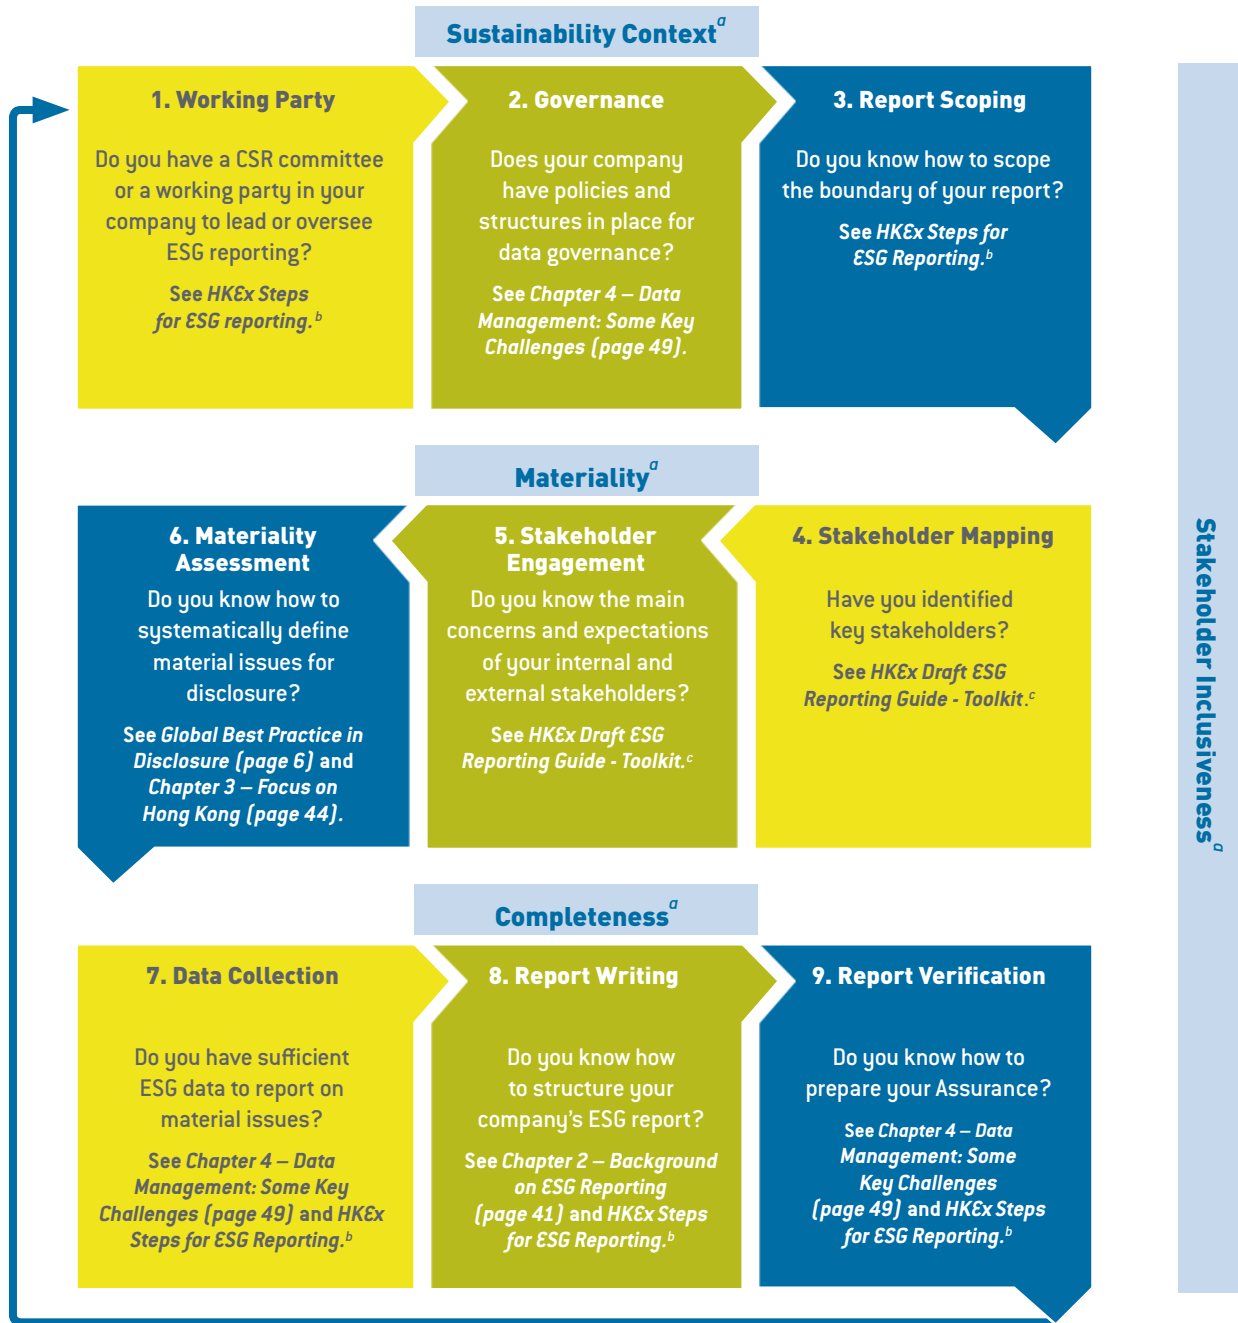 Sustainability Context a
1. Working Party
Do you have a CSR committee
or a working party in your
company to lead or oversee
ESG reporting?
See HKEx Steps
for ESG reporting. b
2. Governance
Does your company
have policies and
structures in place for
data governance?
See Chapter 4 – Data
Management: Some Key
Challenges (page 49).
3. Report Scoping
Do you know how to scope
the boundary of your report?
See HKEx Steps for
ESG Reporting. b
Materiality a
4. Stakeholder Mapping
Have you identified
key stakeholders?
See HKEx Draft ESG
Reporting Guide - Toolkit. c
5. Stakeholder
Engagement
Do you know the main
concerns and expectations
of your internal and
external stakeholders?
See HKEx Draft ESG
Reporting Guide - Toolkit. c
6. Materiality
Assessment
Do you know how to
systematically define
material issues for
disclosure?
See Global Best Practice in
Disclosure (page 6) and
Chapter 3 – Focus on
Hong Kong (page 44).
Completeness a
7. Data Collection
Do you have sufficient
ESG data to report on
material issues?
See Chapter 4 – Data
Management: Some Key
Challenges (page 49) and HKEx
Steps for ESG Reporting. b
8. Report Writing
Do you know how
to structure your
company's ESG report?
See Chapter 2 – Background
on ESG Reporting
(page 41) and HKEx Steps
for ESG Reporting. b
9. Report Verification
Do you know how to
prepare your Assurance?
See Chapter 4 – Data
Management: Some
Key Challenges
(page 49) and HKEx Steps
for ESG Reporting. b
Stakeholder Inclusiveness a